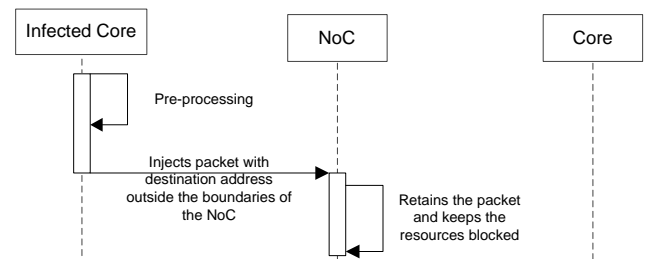 Infected Core
NoC
Core
Pre-processing
Injects packet with
destination address
outside the boundaries of
the NoC
Retains the packet
and keeps the
resources blocked